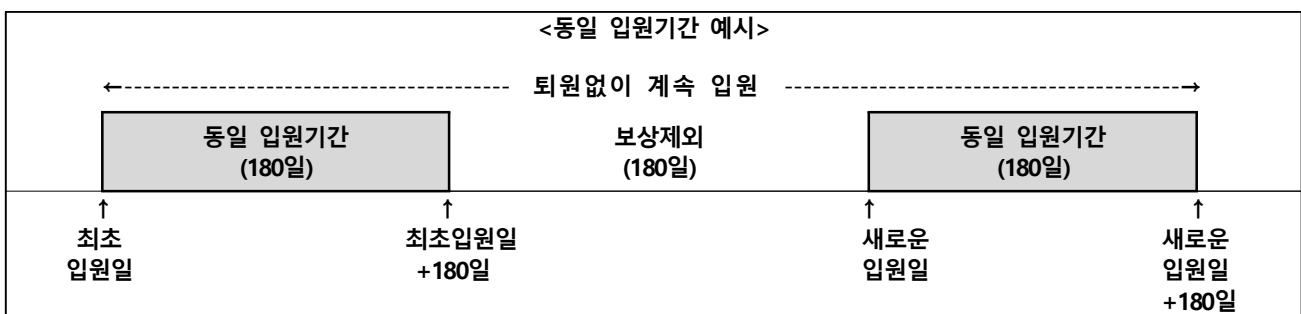 <동일 입원기간 예시>
←---------------------------------------- 퇴원없이 계속 입원 ----------------------------------------→
동일 입원기간 보상제외 동일 입원기간
(180일) (180일) (180일)
↑ ↑ ↑ ↑
최초 최초입원일 새로운 새로운
입원일 +180일 입원일 입원일
+180일